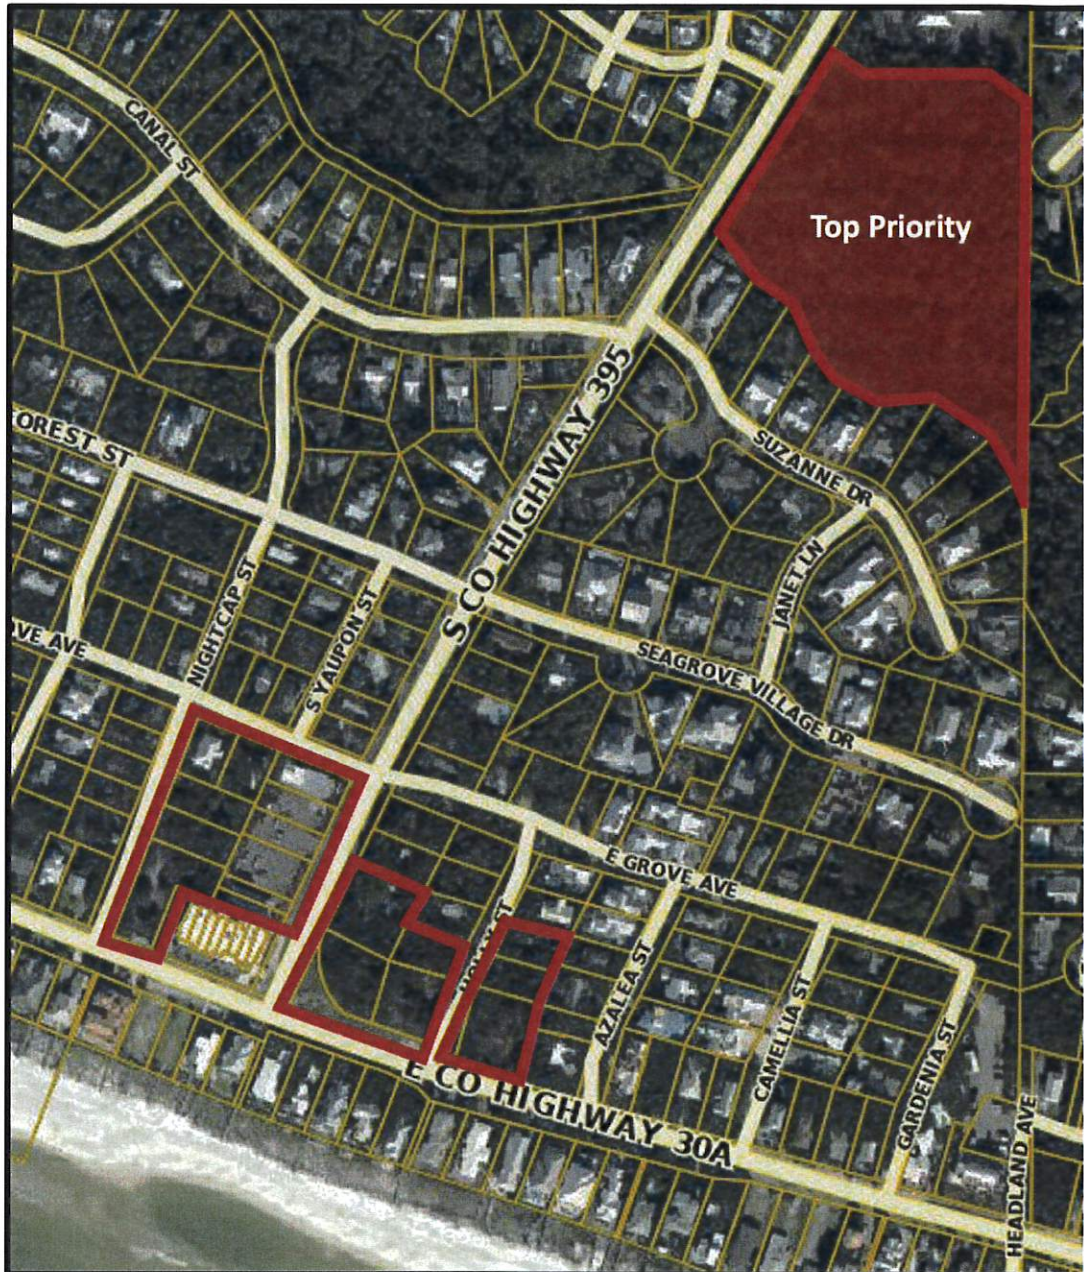 CANAL ST
Top Priority
S CO HIGHWAY 395
OREST ST
SUZANNE DR
JANET LN
NIGHTCAP ST
S YAUPON ST
VE AVE
SEAGROVE VILLAGE DR
E GROVE AVE
AZALEA ST
CAMELLIA ST
GARDENIA ST
E CO HIGHWAY 30A
HEADLAND AVE